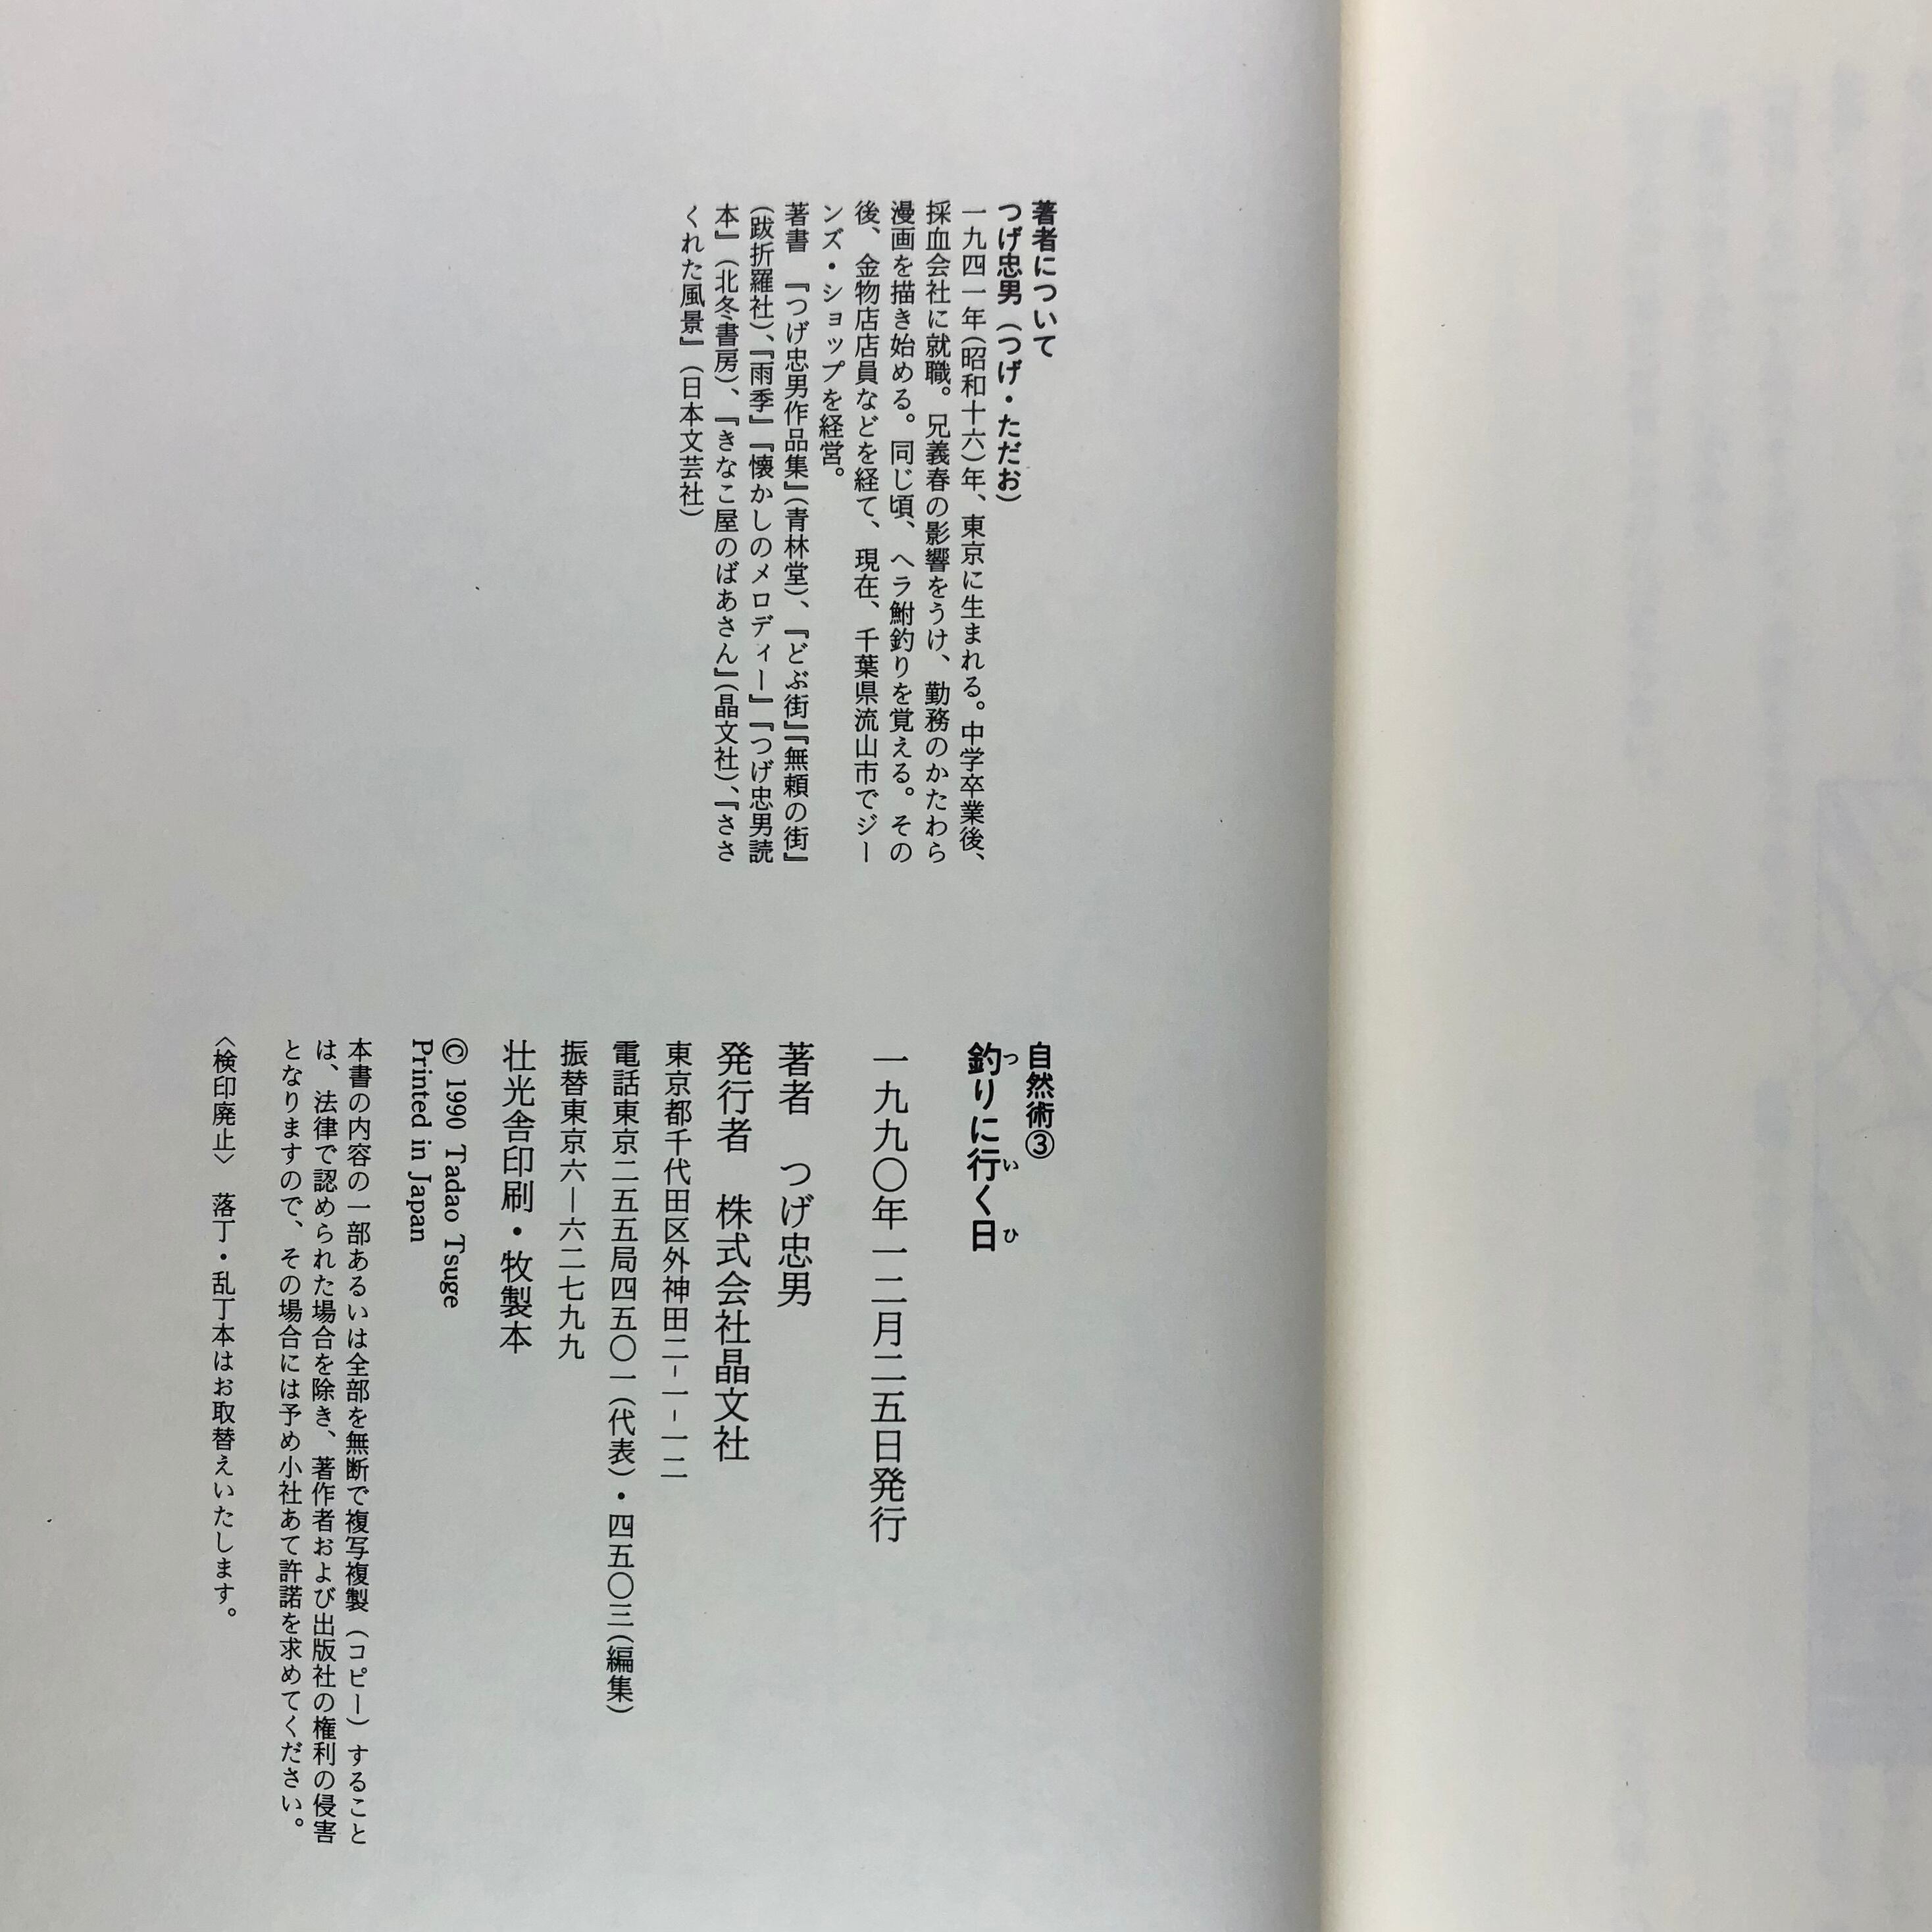 著者について
つげ忠男（つげ・ただお）
一九四一年（昭和十六）年、東京に生まれる。中学卒業後、
採血会社に就職。兄義春の影響をうけ、勤務のかたわら
漫画を描き始める。同じ頃、ヘラ鮒釣りを覚える。その
後、金物店店員などを経て、現在、千葉県流山市でジー
ンズ・ショップを経営。
著書　『つげ忠男作品集』（青林堂）、『どぶ街』『無頼の街』
（跋折羅社）、『雨季』『懐かしのメロディー』『つげ忠男読
本』（北冬書房）、『きなこ屋のばあさん』（晶文社）、『ささ
くれた風景』（日本文芸社）
自然術③
釣りに行く日
つ　い　ひ
一九九〇年一二月二五日発行
著者　つげ忠男
発行者　株式会社晶文社
東京都千代田区外神田二-一-一二
電話東京二五五局四五〇一（代表）・四五〇三（編集）
振替東京六―六二七九九
壮光舎印刷・牧製本
© 1990 Tadao Tsuge
Printed in Japan
本書の内容の一部あるいは全部を無断で複写複製（コピー）すること
は、法律で認められた場合を除き、著作者および出版社の権利の侵害
となりますので、その場合には予め小社あて許諾を求めてください。
〈検印廃止〉　落丁・乱丁本はお取替えいたします。